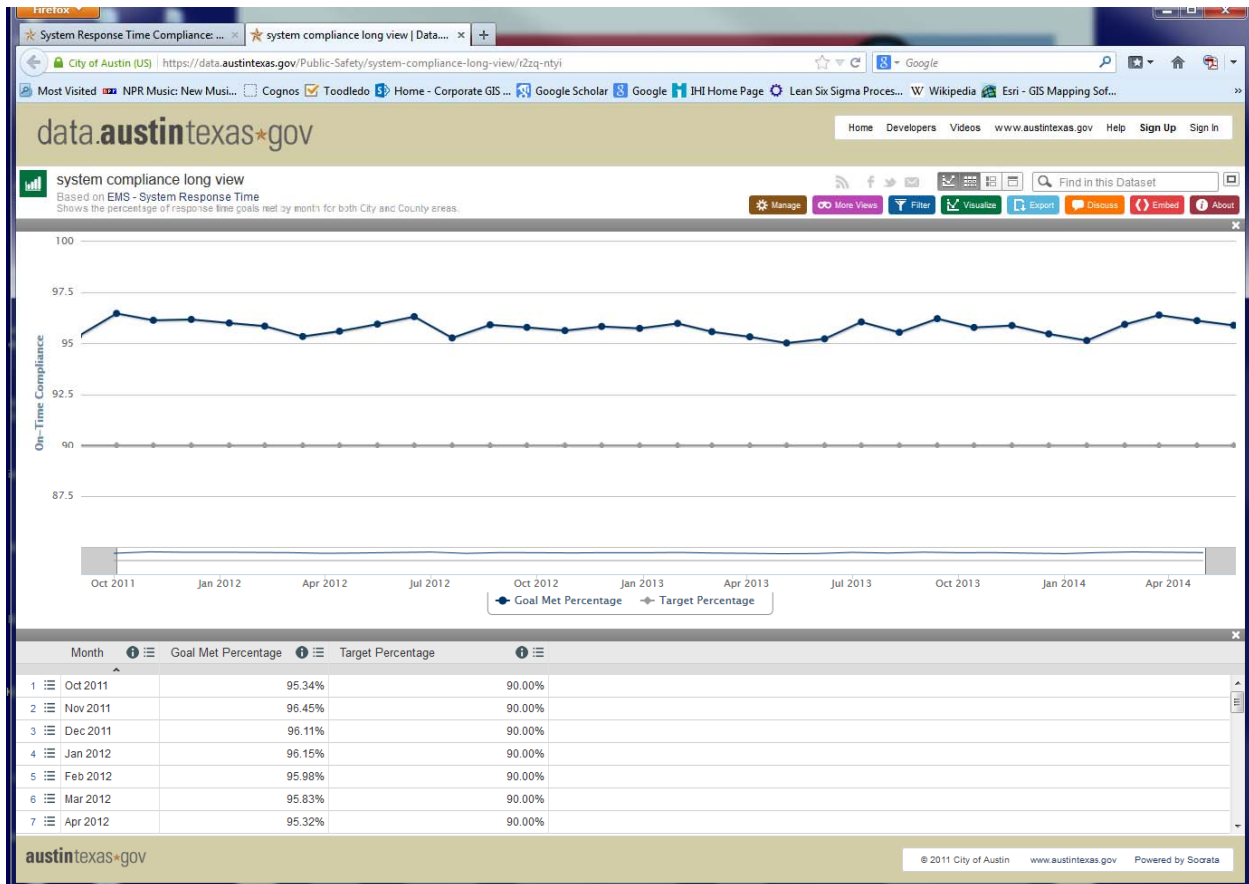 Firefox
System Response Time Compliance: ... × system compliance long view | Data.... × +
City of Austin (US) https://data.austintexas.gov/Public-Safety/system-compliance-long-view/r2zq-ntyi 8 Google
Most Visited NPR Music: New Musi... Cognos Toodledo Home - Corporate GIS ... Google Scholar 8 Google IHI Home Page Lean Six Sigma Proces... W Wikipedia Esri - GIS Mapping Sof... »
data.austintexas.gov
Home Developers Videos www.austintexas.gov Help Sign Up Sign In
system compliance long view
Based on EMS - System Response Time
Shows the percentage of response time goals met by month for both City and County areas.
Find in this Dataset
Manage More Views Filter Visualize Export Discuss Embed About
100
97.5
95
92.5
90
87.5
On-Time Compliance
Oct 2011 Jan 2012 Apr 2012 Jul 2012 Oct 2012 Jan 2013 Apr 2013 Jul 2013 Oct 2013 Jan 2014 Apr 2014
Goal Met Percentage Target Percentage
Month Goal Met Percentage Target Percentage
1 Oct 2011 95.34% 90.00%
2 Nov 2011 96.45% 90.00%
3 Dec 2011 96.11% 90.00%
4 Jan 2012 96.15% 90.00%
5 Feb 2012 95.98% 90.00%
6 Mar 2012 95.83% 90.00%
7 Apr 2012 95.32% 90.00%
austintexas.gov
© 2011 City of Austin www.austintexas.gov Powered by Socrata